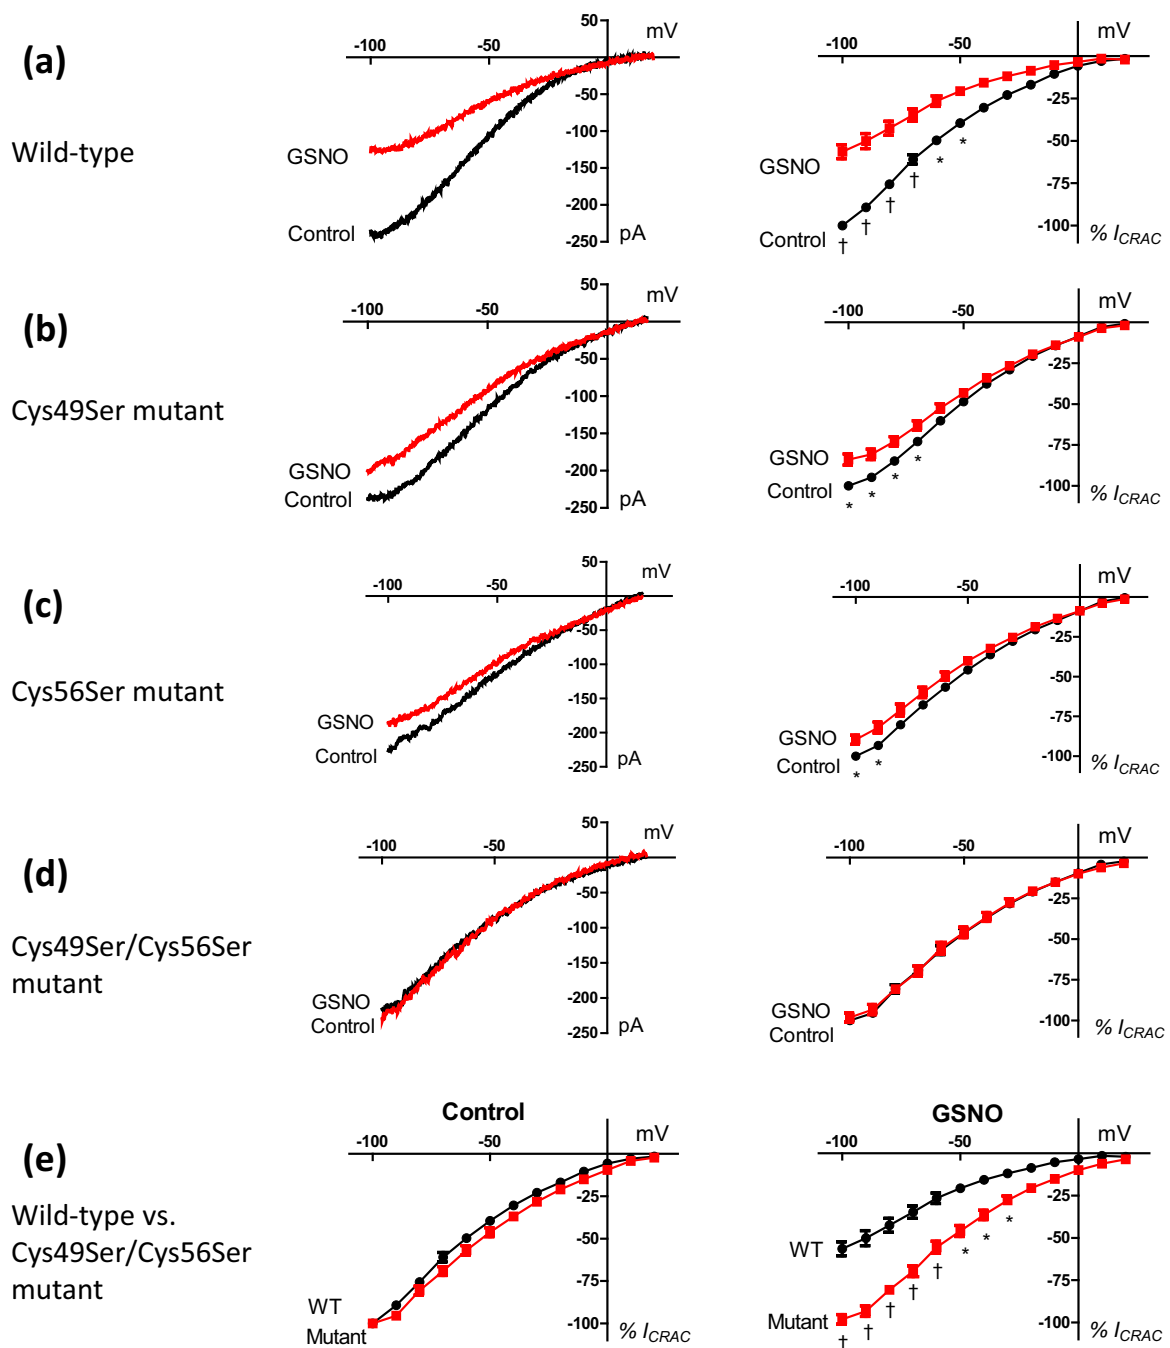 (a)
Wild-type
50
mV
-100
-50
-50
-100
-150
-200
-250
pA
GSNO
Control
mV
-100
-50
-25
-50
-75
-100
% I_CRAC
GSNO
Control
†
†
†
†
*
*
(b)
Cys49Ser mutant
50
mV
-100
-50
-50
-100
-150
-200
-250
pA
GSNO
Control
mV
-100
-50
-25
-50
-75
-100
% I_CRAC
GSNO
Control
*
*
*
*
(c)
Cys56Ser mutant
50
mV
-100
-50
-50
-100
-150
-200
-250
pA
GSNO
Control
mV
-100
-50
-25
-50
-75
-100
% I_CRAC
GSNO
Control
*
*
(d)
Cys49Ser/Cys56Ser
mutant
50
mV
-100
-50
-50
-100
-150
-200
-250
pA
GSNO
Control
mV
-100
-50
-25
-50
-75
-100
% I_CRAC
GSNO
Control
(e)
Wild-type vs.
Cys49Ser/Cys56Ser
mutant
Control
mV
-100
-50
-25
-50
-75
-100
% I_CRAC
WT
Mutant
GSNO
mV
-100
-50
-25
-50
-75
-100
% I_CRAC
WT
Mutant
†
†
†
†
†
*
*
*